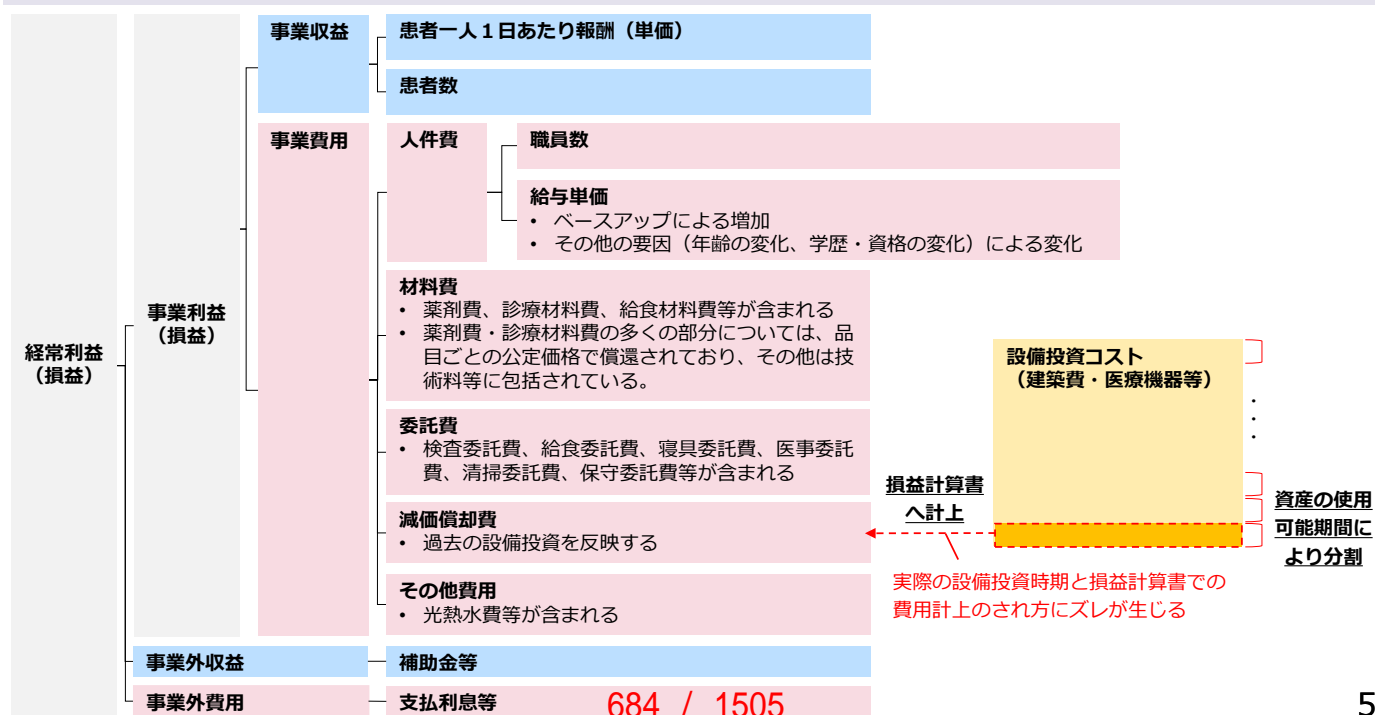 経常利益
（損益）
事業利益
（損益）
事業収益
患者一人１日あたり報酬（単価）
患者数
事業費用
人件費
職員数
給与単価
• ベースアップによる増加
• その他の要因（年齢の変化、学歴・資格の変化）による変化
材料費
• 薬剤費、診療材料費、給食材料費等が含まれる
• 薬剤費・診療材料費の多くの部分については、品
目ごとの公定価格で償還されており、その他は技
術料等に包括されている。
委託費
• 検査委託費、給食委託費、寝具委託費、医事委託
費、清掃委託費、保守委託費等が含まれる
減価償却費
• 過去の設備投資を反映する
その他費用
• 光熱水費等が含まれる
設備投資コスト
（建築費・医療機器等）
・
・
・
損益計算書
へ計上
資産の使用
可能期間に
より分割
実際の設備投資時期と損益計算書での
費用計上のされ方にズレが生じる
事業外収益
補助金等
事業外費用
支払利息等
684 / 1505
5